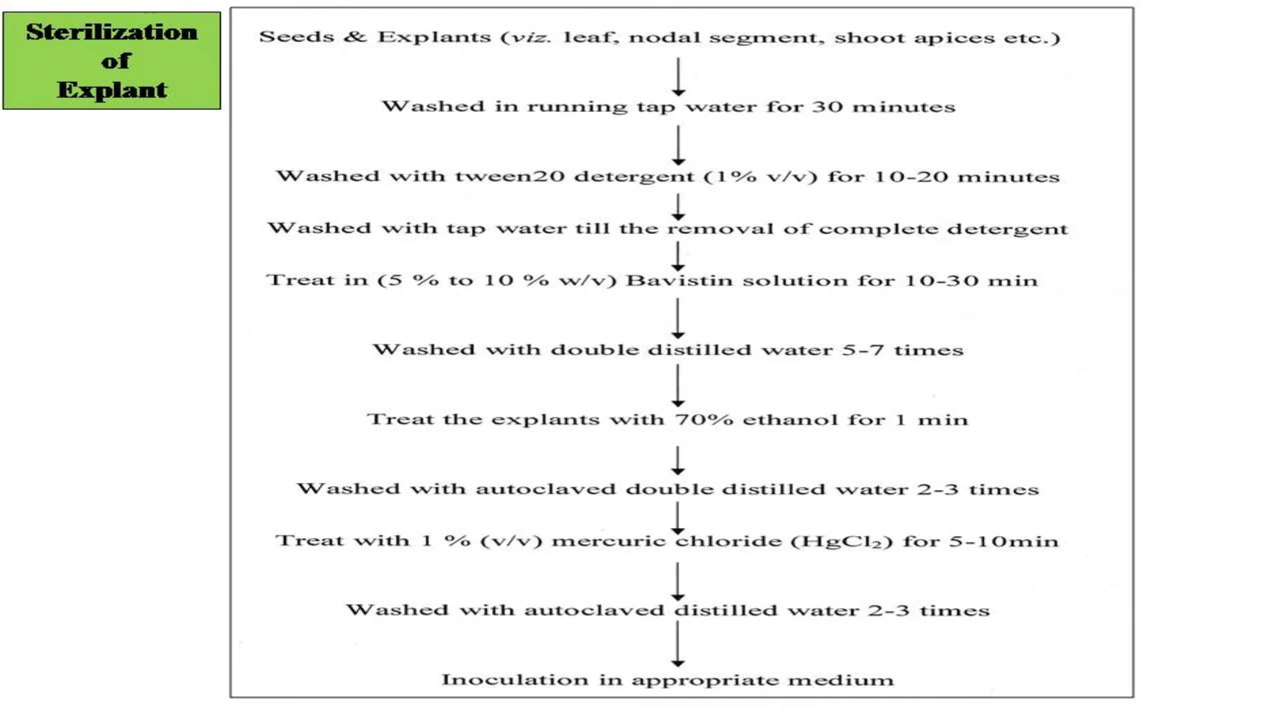 Sterilization
of
Explant
Seeds & Explants (viz. leaf, nodal segment, shoot apices etc.)
Washed in running tap water for 30 minutes
Washed with tween20 detergent (1% v/v) for 10-20 minutes
Washed with tap water till the removal of complete detergent
Treat in (5 % to 10 % w/v) Bavistin solution for 10-30 min
Washed with double distilled water 5-7 times
Treat the explants with 70% ethanol for 1 min
Washed with autoclaved double distilled water 2-3 times
Treat with 1 % (v/v) mercuric chloride (HgCl₂) for 5-10min
Washed with autoclaved distilled water 2-3 times
Inoculation in appropriate medium